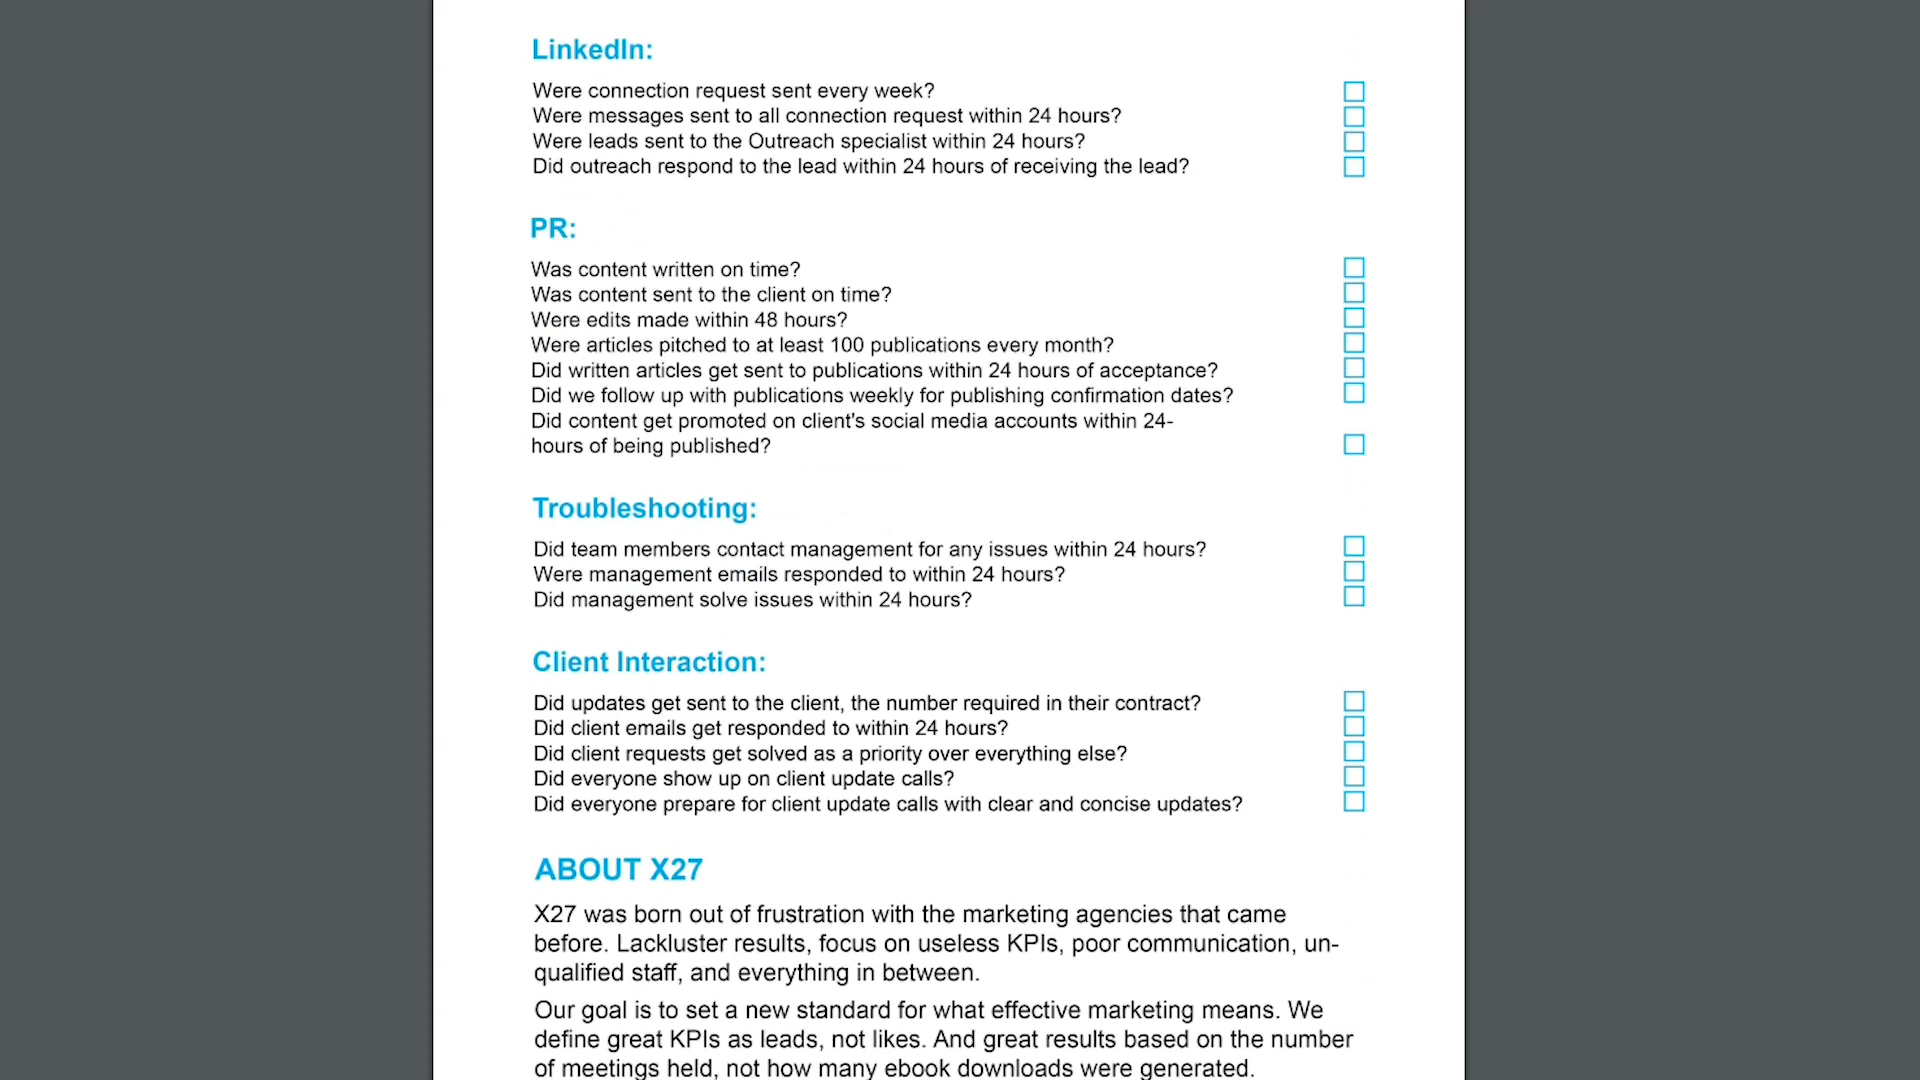 LinkedIn:
Were connection request sent every week?
Were messages sent to all connection request within 24 hours?
Were leads sent to the Outreach specialist within 24 hours?
Did outreach respond to the lead within 24 hours of receiving the lead?
PR:
Was content written on time?
Was content sent to the client on time?
Were edits made within 48 hours?
Were articles pitched to at least 100 publications every month?
Did written articles get sent to publications within 24 hours of acceptance?
Did we follow up with publications weekly for publishing confirmation dates?
Did content get promoted on client's social media accounts within 24-
hours of being published?
Troubleshooting:
Did team members contact management for any issues within 24 hours?
Were management emails responded to within 24 hours?
Did management solve issues within 24 hours?
Client Interaction:
Did updates get sent to the client, the number required in their contract?
Did client emails get responded to within 24 hours?
Did client requests get solved as a priority over everything else?
Did everyone show up on client update calls?
Did everyone prepare for client update calls with clear and concise updates?
ABOUT X27
X27 was born out of frustration with the marketing agencies that came
before. Lackluster results, focus on useless KPIs, poor communication, un-
qualified staff, and everything in between.
Our goal is to set a new standard for what effective marketing means. We
define great KPIs as leads, not likes. And great results based on the number
of meetings held, not how many ebook downloads were generated.